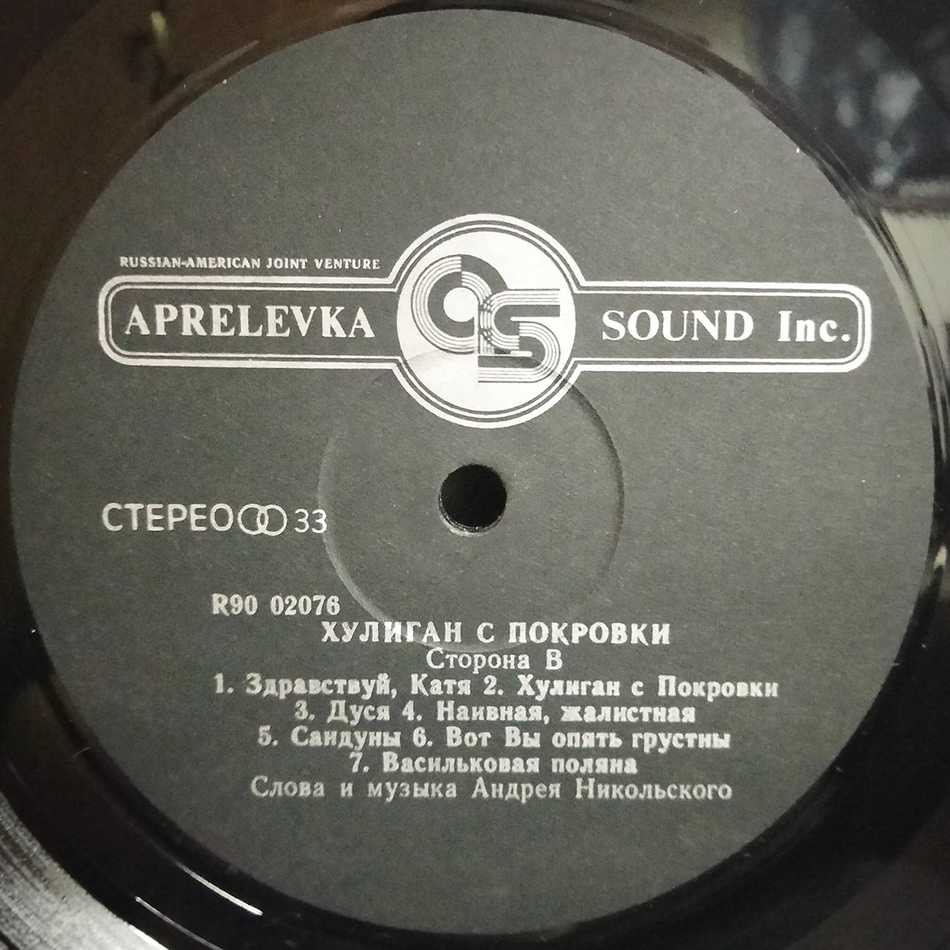 RUSSIAN-AMERICAN JOINT VENTURE
APRELEVKA SOUND Inc.
СТЕРЕО 33
R90 02076
ХУЛИГАН С ПОКРОВКИ
Сторона B
1. Здравствуй, Катя 2. Хулиган с Покровки
3. Дуся 4. Наивная, жалистная
5. Сандуны 6. Вот Вы опять грустны
7. Васильковая поляна
Слова и музыка Андрея Никольского